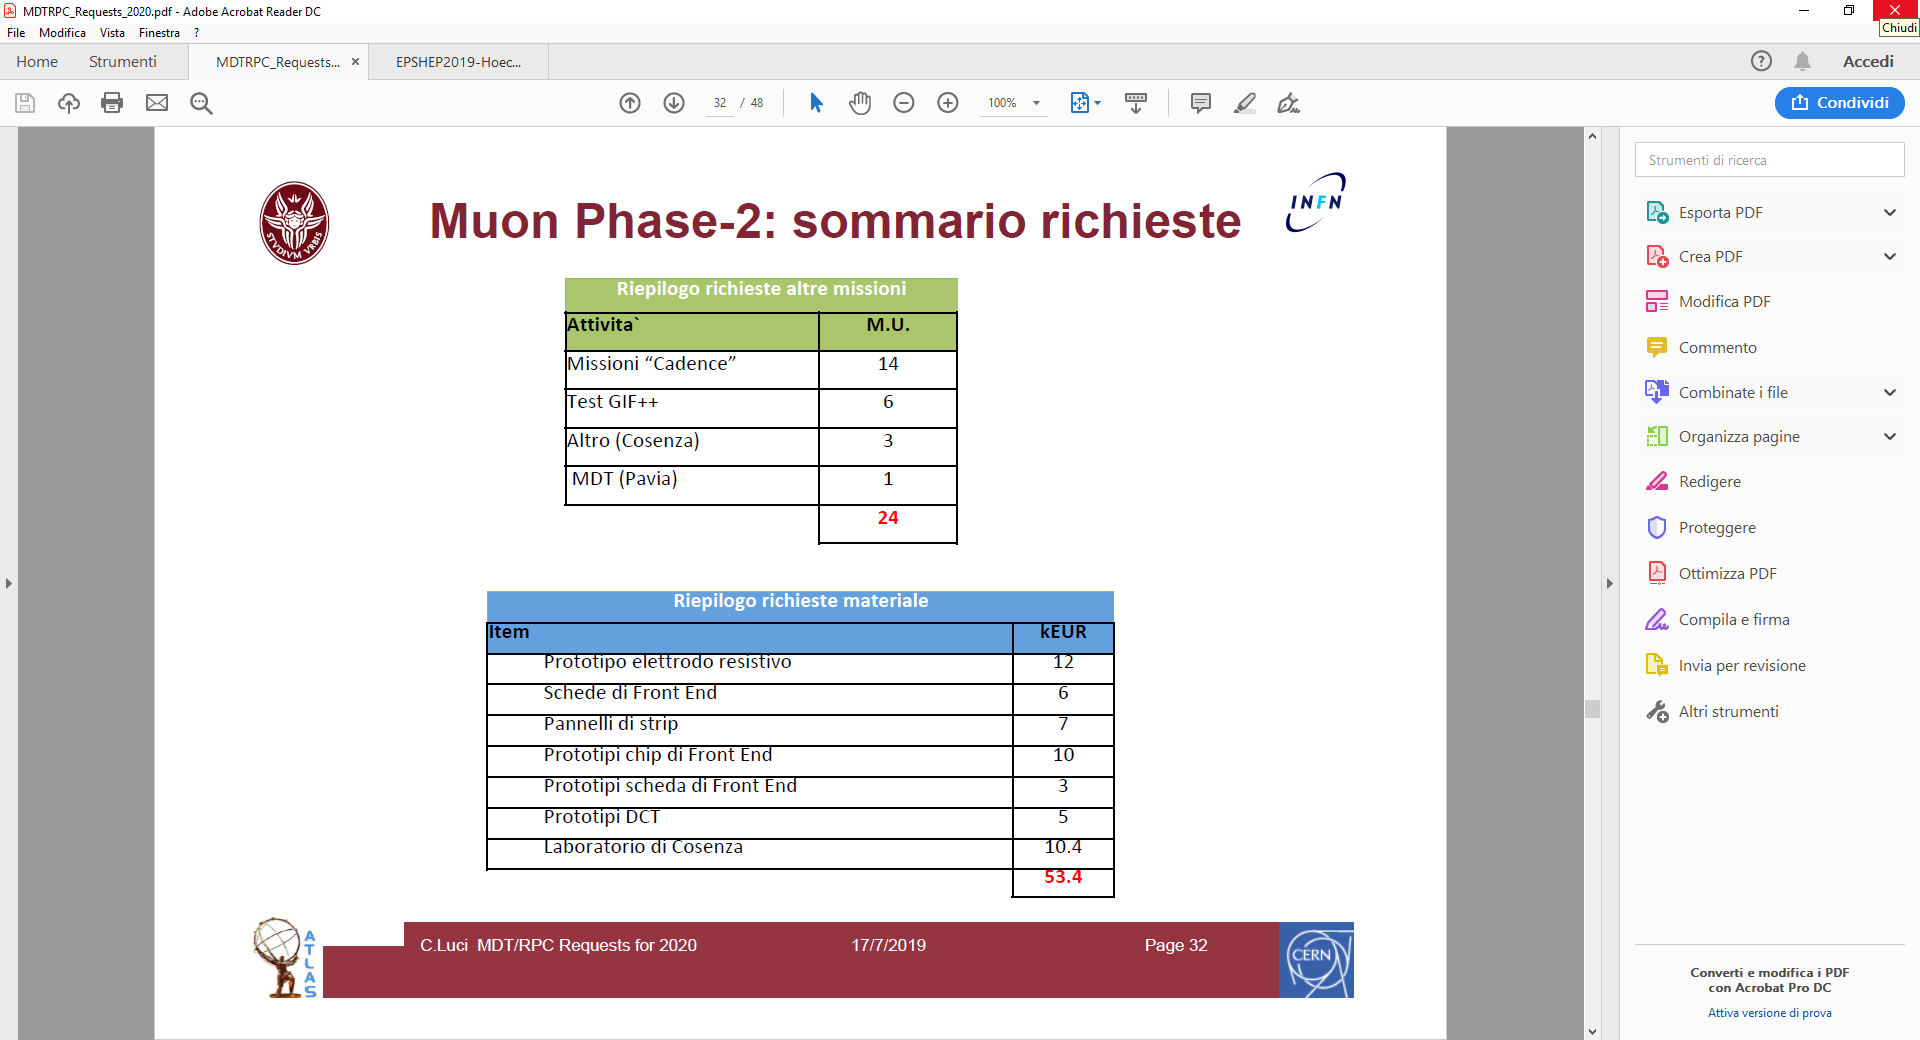 MDTRPC_Requests_2020.pdf - Adobe Acrobat Reader DC
Chiudi
File Modifica Vista Finestra ?
Home Strumenti MDTRPC_Requests... × EPSHEP2019-Hoec... Accedi
32 / 48 100% Condividi
Strumenti di ricerca
Esporta PDF
Crea PDF
Modifica PDF
Commento
Combinate i file
Organizza pagine
Redigere
Proteggere
Ottimizza PDF
Compila e firma
Invia per revisione
Altri strumenti
Converti e modifica i PDF
con Acrobat Pro DC
Attiva versione di prova
STVDIVM VRBIS
Muon Phase-2: sommario richieste
INFN
Riepilogo richieste altre missioni
Attivita` M.U.
Missioni “Cadence” 14
Test GIF++ 6
Altro (Cosenza) 3
MDT (Pavia) 1
24
Riepilogo richieste materiale
Item kEUR
Prototipo elettrodo resistivo 12
Schede di Front End 6
Pannelli di strip 7
Prototipi chip di Front End 10
Prototipi scheda di Front End 3
Prototipi DCT 5
Laboratorio di Cosenza 10.4
53.4
ATLAS
C.Luci MDT/RPC Requests for 2020 17/7/2019 Page 32
CERN